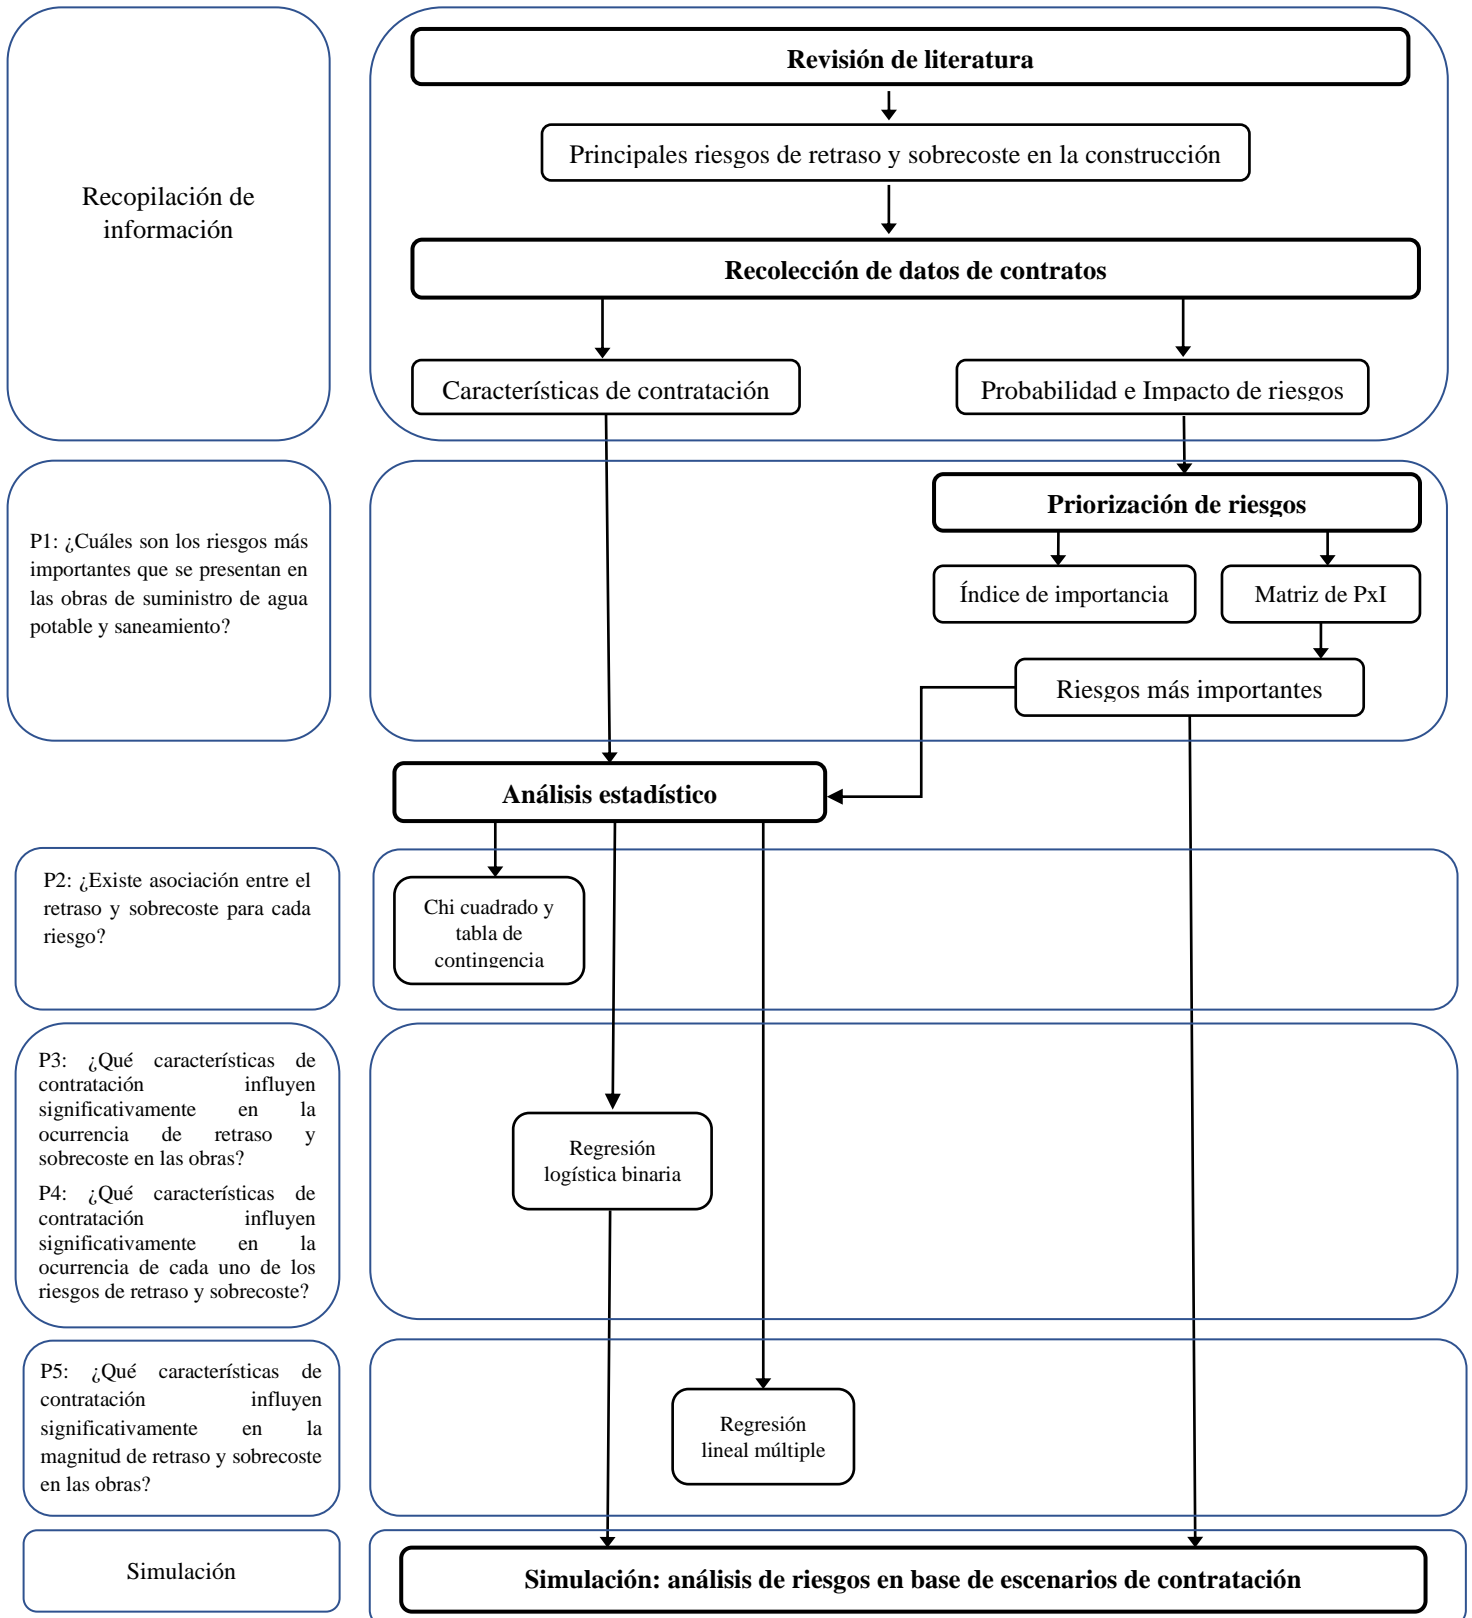 Revisión de literatura
Principales riesgos de retraso y sobrecoste en la construcción
Recopilación de
información
Recolección de datos de contratos
Características de contratación
Probabilidad e Impacto de riesgos
Priorización de riesgos
P1: ¿Cuáles son los riesgos más
importantes que se presentan en
las obras de suministro de agua
potable y saneamiento?
Índice de importancia
Matriz de PxI
Riesgos más importantes
Análisis estadístico
P2: ¿Existe asociación entre el
retraso y sobrecoste para cada
riesgo?
Chi cuadrado y
tabla de
contingencia
P3: ¿Qué características de
contratación influyen
significativamente en la
ocurrencia de retraso y
sobrecoste en las obras?
P4: ¿Qué características de
contratación influyen
significativamente en la
ocurrencia de cada uno de los
riesgos de retraso y sobrecoste?
Regresión
logística binaria
P5: ¿Qué características de
contratación influyen
significativamente en la
magnitud de retraso y sobrecoste
en las obras?
Regresión
lineal múltiple
Simulación
Simulación: análisis de riesgos en base de escenarios de contratación